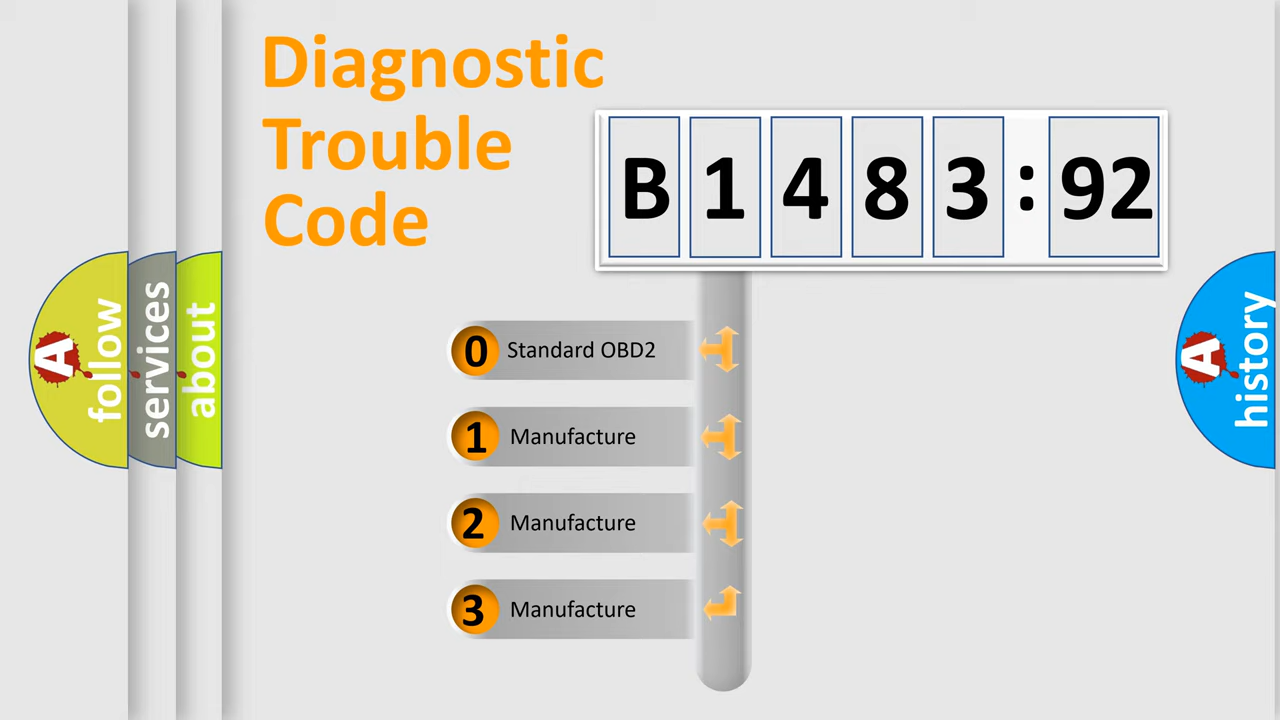 Diagnostic
Trouble
Code
B 1 4 8 3 : 92
0 Standard OBD2
1 Manufacture
2 Manufacture
3 Manufacture
A follow
services
about
A history